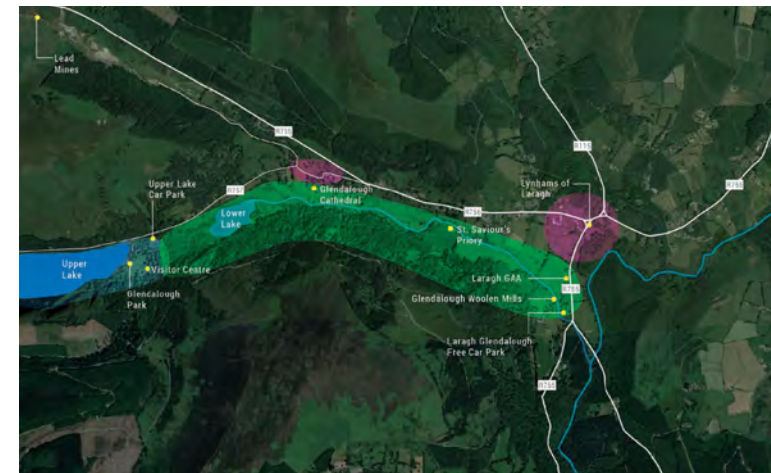 Lead
Mines
R756
R115
Upper Lake
Car Park
R757
Glendalough
Cathedral
Lynhams of
Laragh
Lower
Lake
R756
St. Saviour's
Priory
Upper
Lake
Visitor Centre
Glendalough
Park
Laragh GAA
R755
Glendalough Woolen Mills
Laragh Glendalough
Free Car Park
R755